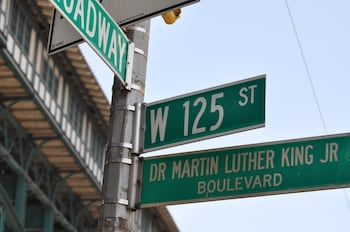 OADWAY
W 125 ST
DR MARTIN LUTHER KING JR
BOULEVARD